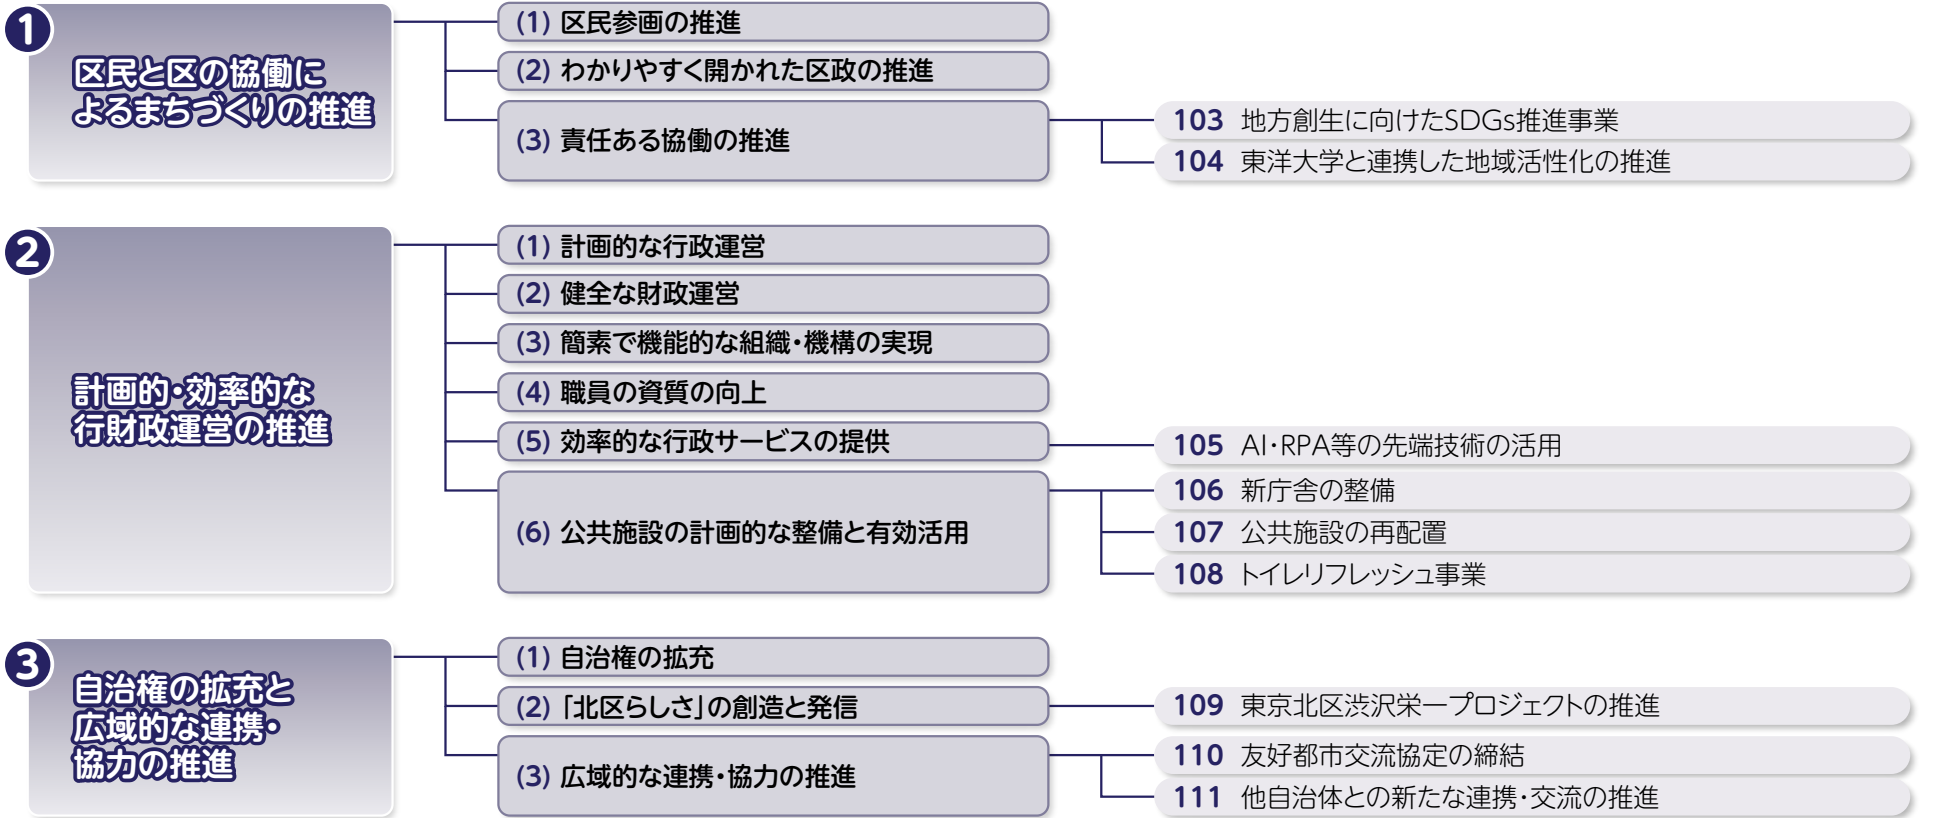 1
区民と区の協働に
よるまちづくりの推進
(1) 区民参画の推進
(2) わかりやすく開かれた区政の推進
(3) 責任ある協働の推進
103 地方創生に向けたSDGs推進事業
104 東洋大学と連携した地域活性化の推進
2
計画的・効率的な
行財政運営の推進
(1) 計画的な行政運営
(2) 健全な財政運営
(3) 簡素で機能的な組織・機構の実現
(4) 職員の資質の向上
(5) 効率的な行政サービスの提供
105 AI・RPA等の先端技術の活用
(6) 公共施設の計画的な整備と有効活用
106 新庁舎の整備
107 公共施設の再配置
108 トイレリフレッシュ事業
3
自治権の拡充と
広域的な連携・
協力の推進
(1) 自治権の拡充
(2) 「北区らしさ」の創造と発信
109 東京北区渋沢栄一プロジェクトの推進
(3) 広域的な連携・協力の推進
110 友好都市交流協定の締結
111 他自治体との新たな連携・交流の推進